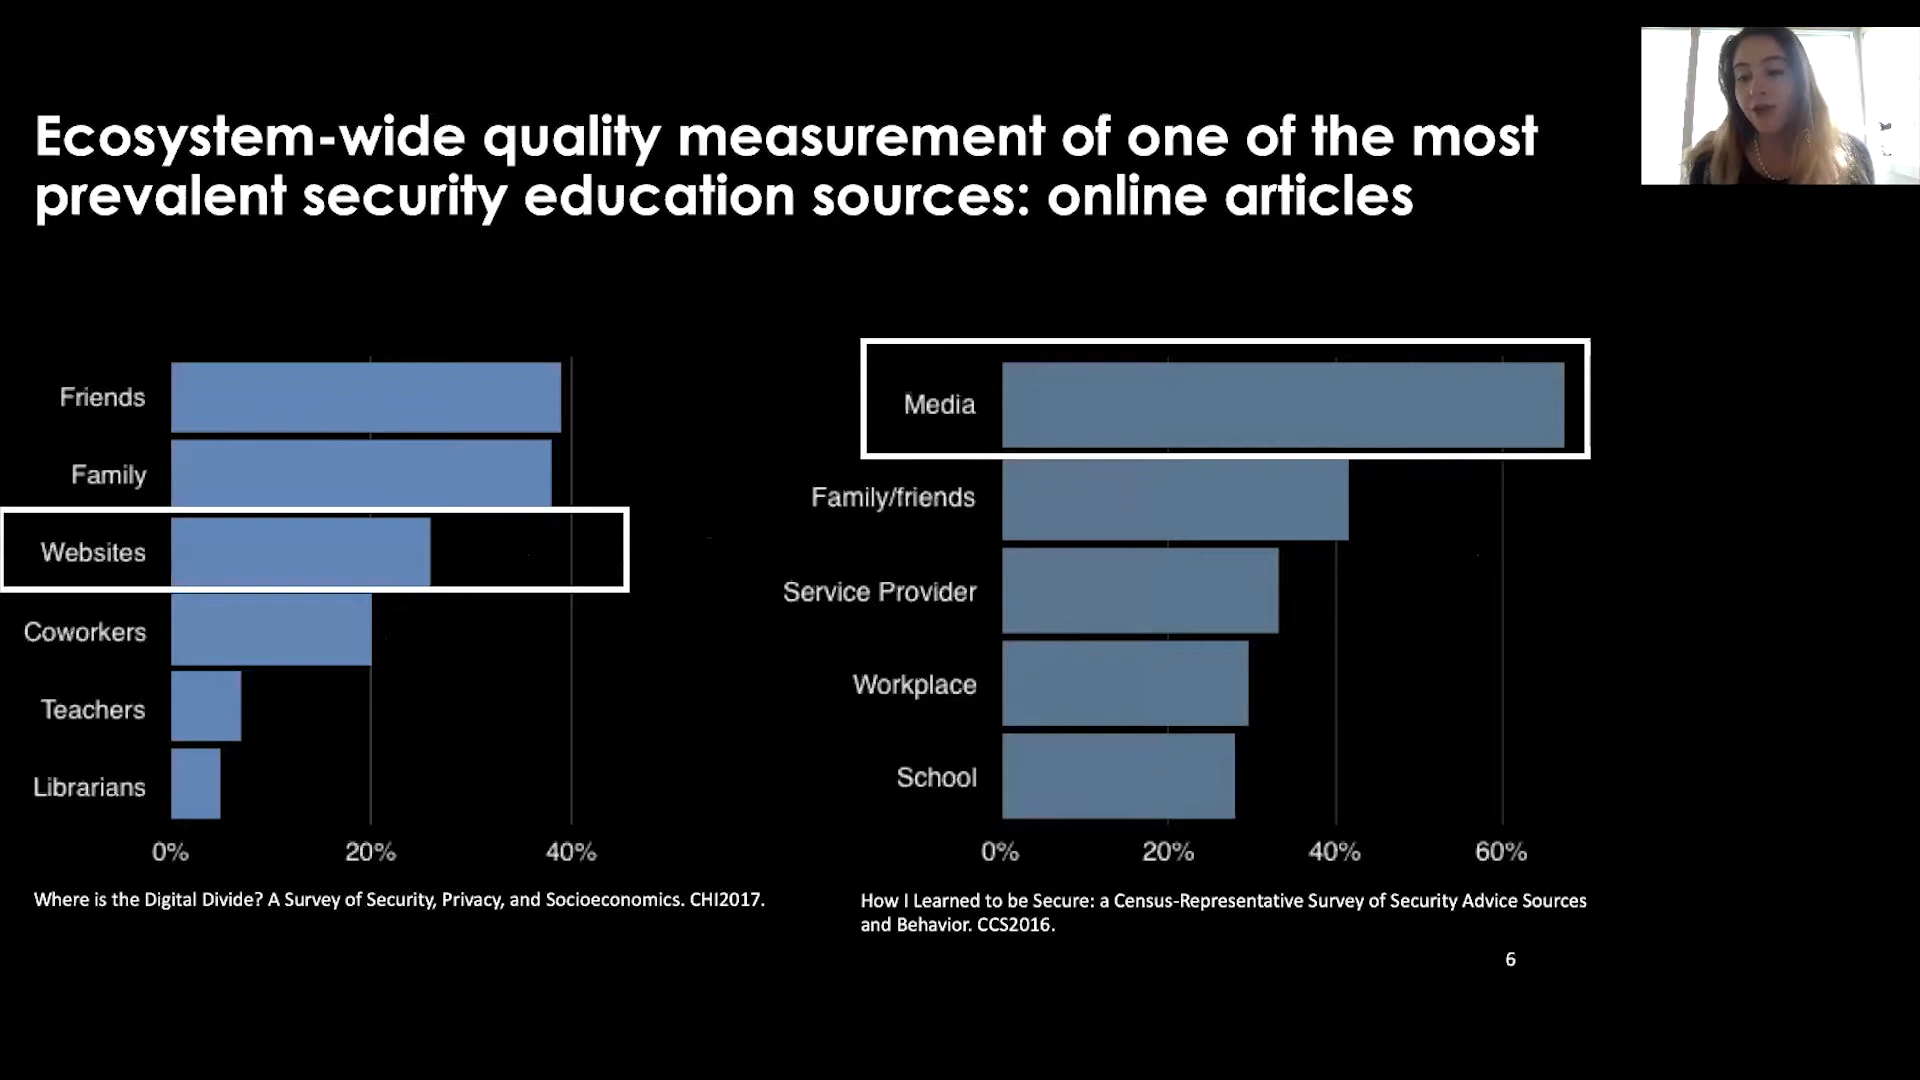 Ecosystem-wide quality measurement of one of the most
prevalent security education sources: online articles
Friends
Family
Websites
Coworkers
Teachers
Librarians
0% 20% 40%
Where is the Digital Divide? A Survey of Security, Privacy, and Socioeconomics. CHI2017.
Media
Family/friends
Service Provider
Workplace
School
0% 20% 40% 60%
How I Learned to be Secure: a Census-Representative Survey of Security Advice Sources
and Behavior. CCS2016.
6